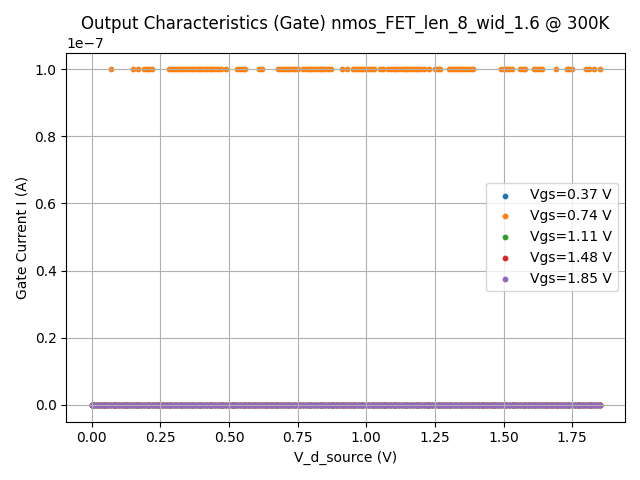 Output Characteristics (Gate) nmos_FET_len_8_wid_1.6 @ 300K
1e−7
1.0
0.8
0.6
0.4
0.2
0.0
Gate Current I (A)
Vgs=0.37 V
Vgs=0.74 V
Vgs=1.11 V
Vgs=1.48 V
Vgs=1.85 V
0.00 0.25 0.50 0.75 1.00 1.25 1.50 1.75
V_d_source (V)